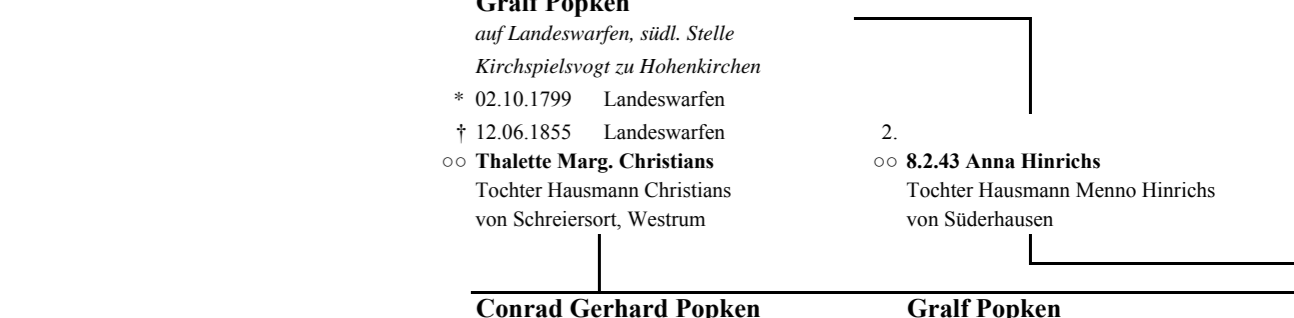 Gralf Popken
auf Landeswarfen, südl. Stelle
Kirchspielsvogt zu Hohenkirchen
* 02.10.1799 Landeswarfen
† 12.06.1855 Landeswarfen
○○ Thalette Marg. Christians
Tochter Hausmann Christians
von Schreiersort, Westrum
2.
○○ 8.2.43 Anna Hinrichs
Tochter Hausmann Menno Hinrichs
von Süderhausen
Conrad Gerhard Popken
Gralf Popken